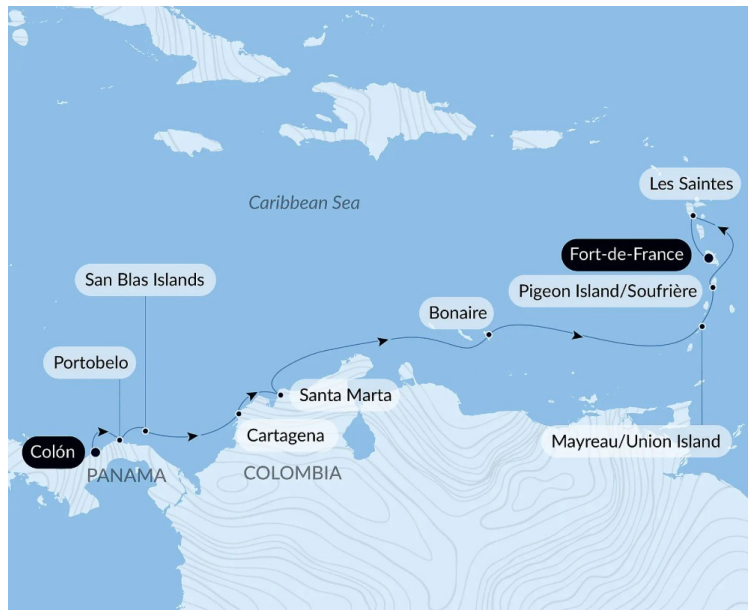 Les Saintes
Caribbean Sea
Fort-de-France
San Blas Islands
Pigeon Island/Soufrière
Bonaire
Portobelo
Santa Marta
Cartagena
Mayreau/Union Island
Colón
PANAMA
COLOMBIA